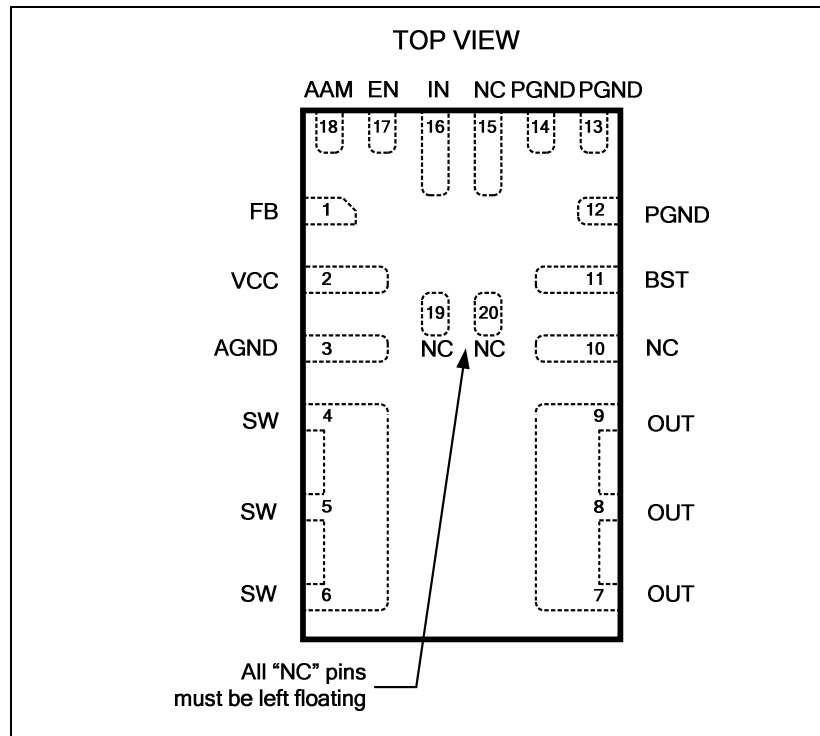 TOP VIEW
AAM EN IN NC PGND PGND
18 17 16 15 14 13
FB 1 12 PGND
VCC 2 11 BST
19 20
AGND 3 NC NC 10 NC
SW 4 9 OUT
SW 5 8 OUT
SW 6 7 OUT
All “NC” pins
must be left floating